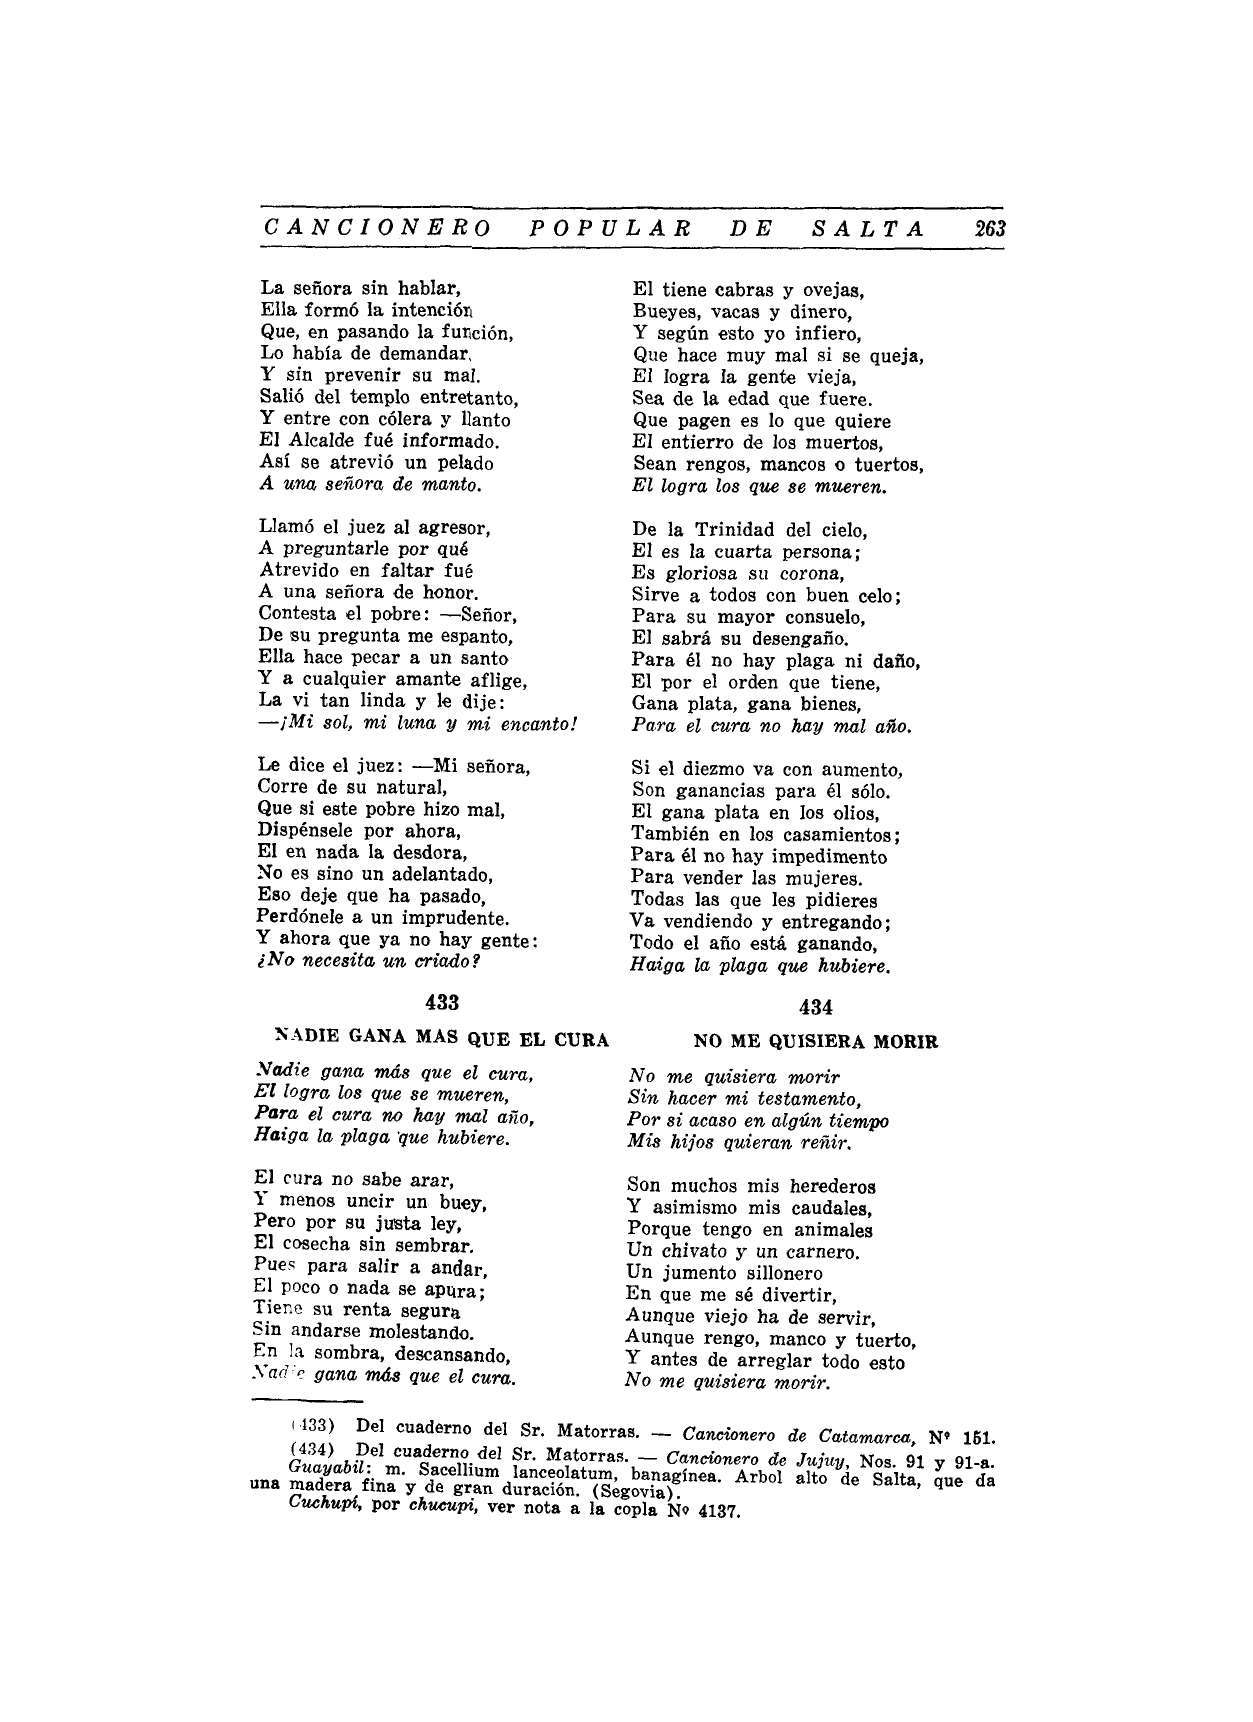 CANCIONERO POPULAR DE SALTA 263
La señora sin hablar,
Ella formó la intención
Que, en pasando la función,
Lo había de demandar,
Y sin prevenir su mal.
Salió del templo entretanto,
Y entre con cólera y llanto
El Alcalde fué informado.
Así se atrevió un pelado
A una señora de manto.
Llamó el juez al agresor,
A preguntarle por qué
Atrevido en faltar fué
A una señora de honor.
Contesta el pobre: —Señor,
De su pregunta me espanto,
Ella hace pecar a un santo
Y a cualquier amante aflige,
La vi tan linda y le dije:
—¡Mi sol, mi luna y mi encanto!
Le dice el juez: —Mi señora,
Corre de su natural,
Que si este pobre hizo mal,
Dispénsele por ahora,
El en nada la desdora,
No es sino un adelantado,
Eso deje que ha pasado,
Perdónele a un imprudente.
Y ahora que ya no hay gente:
¿No necesita un criado?
433
NADIE GANA MAS QUE EL CURA
Nadie gana más que el cura,
El logra los que se mueren,
Para el cura no hay mal año,
Haiga la plaga que hubiere.
El cura no sabe arar,
Y menos uncir un buey,
Pero por su justa ley,
El cosecha sin sembrar.
Pues para salir a andar,
El poco o nada se apura;
Tiene su renta segura
Sin andarse molestando.
En la sombra, descansando,
Nadie gana más que el cura.
El tiene cabras y ovejas,
Bueyes, vacas y dinero,
Y según esto yo infiero,
Que hace muy mal si se queja,
El logra la gente vieja,
Sea de la edad que fuere.
Que pagen es lo que quiere
El entierro de los muertos,
Sean rengos, mancos o tuertos,
El logra los que se mueren.
De la Trinidad del cielo,
El es la cuarta persona;
Es gloriosa su corona,
Sirve a todos con buen celo;
Para su mayor consuelo,
El sabrá su desengaño.
Para él no hay plaga ni daño,
El por el orden que tiene,
Gana plata, gana bienes,
Para el cura no hay mal año.
Si el diezmo va con aumento,
Son ganancias para él sólo.
El gana plata en los olios,
También en los casamientos;
Para él no hay impedimento
Para vender las mujeres.
Todas las que les pidieres
Va vendiendo y entregando;
Todo el año está ganando,
Haiga la plaga que hubiere.
434
NO ME QUISIERA MORIR
No me quisiera morir
Sin hacer mi testamento,
Por si acaso en algún tiempo
Mis hijos quieran reñir.
Son muchos mis herederos
Y asimismo mis caudales,
Porque tengo en animales
Un chivato y un carnero.
Un jumento sillonero
En que me sé divertir,
Aunque viejo ha de servir,
Aunque rengo, manco y tuerto,
Y antes de arreglar todo esto
No me quisiera morir.
(433) Del cuaderno del Sr. Matorras. — Cancionero de Catamarca, Nº 151.
(434) Del cuaderno del Sr. Matorras. — Cancionero de Jujuy, Nos. 91 y 91-a.
Guayabil: m. Sacellium lanceolatum, banagínea. Arbol alto de Salta, que da
una madera fina y de gran duración. (Segovia).
Cuchupí, por chucupi, ver nota a la copla Nº 4137.